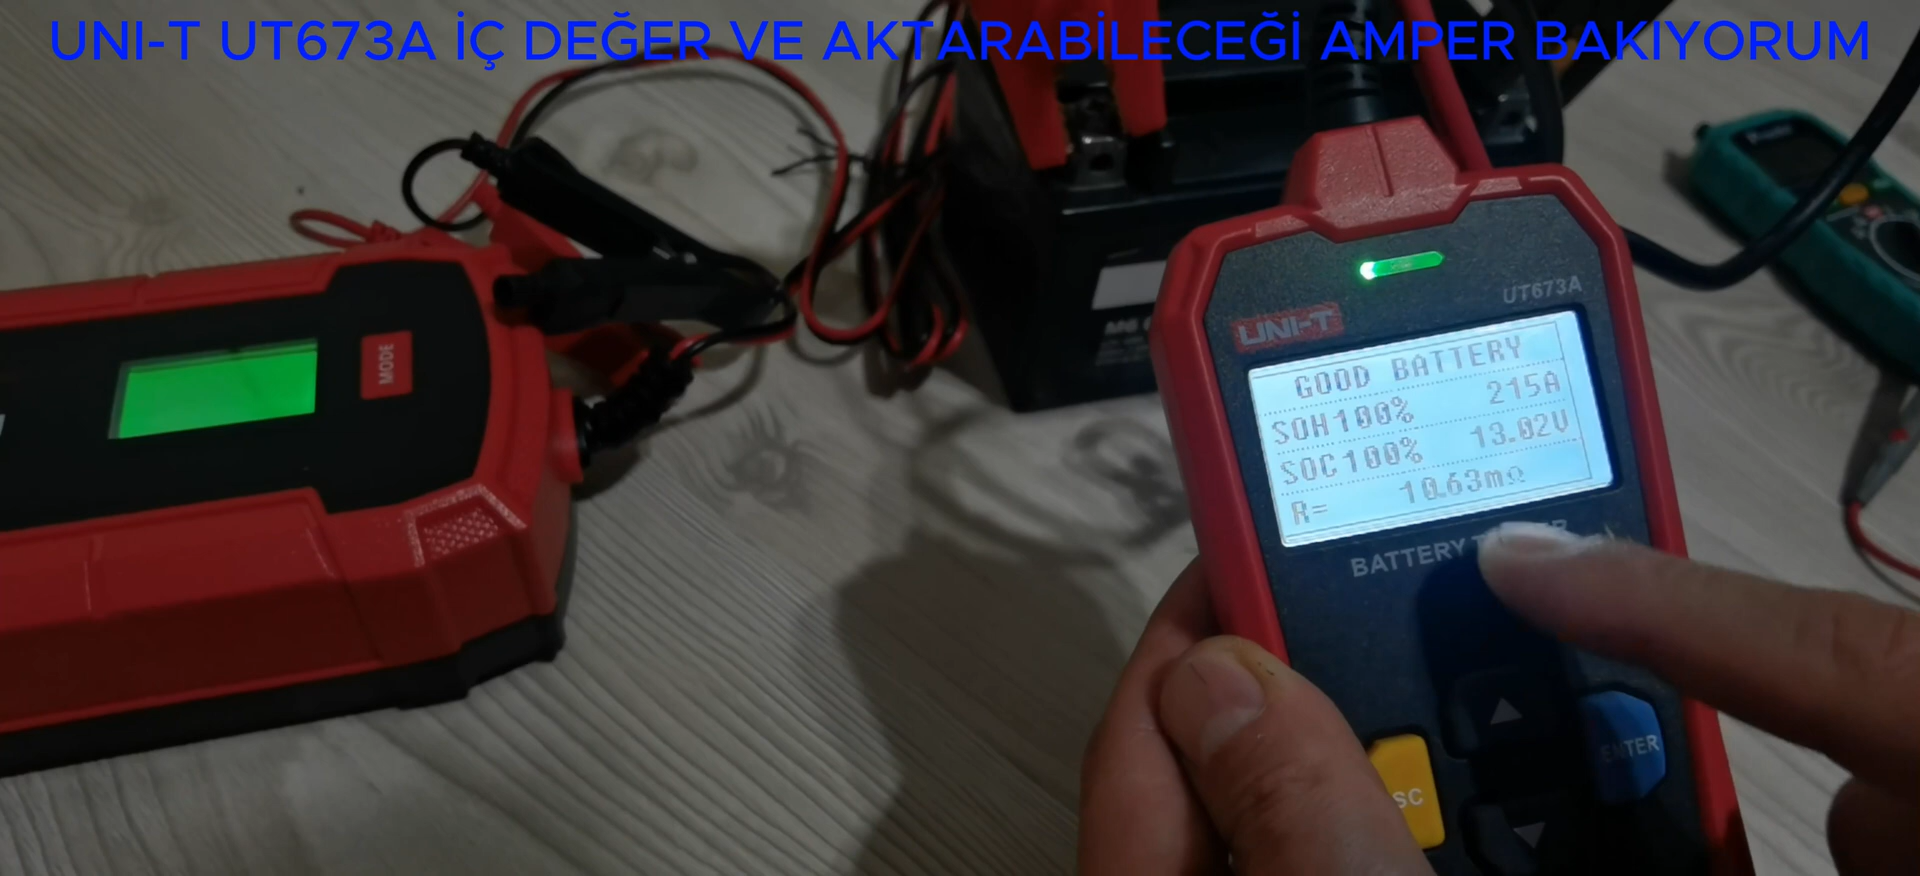 UNI-T UT673A İÇ DEĞER VE AKTARABİLECEĞİ AMPER BAKIYORUM
UT673A
UNI-T
GOOD BATTERY
SOH100% 215A
SOC100% 13.02V
R= 10.63mΩ
BATTERY
MODE
ENTER